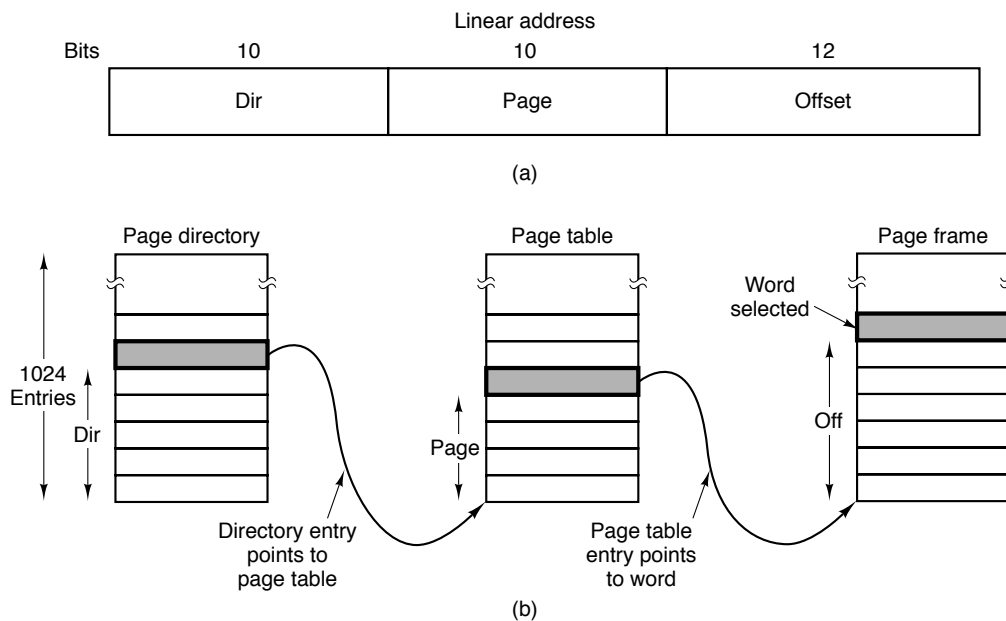 Linear address
Bits 10 10 12
Dir Page Offset
(a)
Page directory Page table Page frame
Word
selected
1024
Entries
Dir
Page
Off
Directory entry
points to
page table
Page table
entry points
to word
(b)